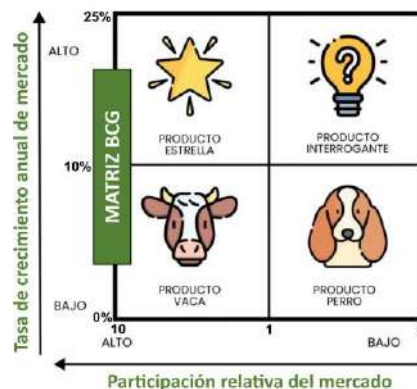 25%
ALTO
PRODUCTO
ESTRELLA
?
PRODUCTO
INTERROGANTE
Tasa de crecimiento anual de mercado
MATRIZ BCG
10%
PRODUCTO
VACA
PRODUCTO
PERRO
BAJO
0%
10
1
ALTO
BAJO
Participación relativa del mercado